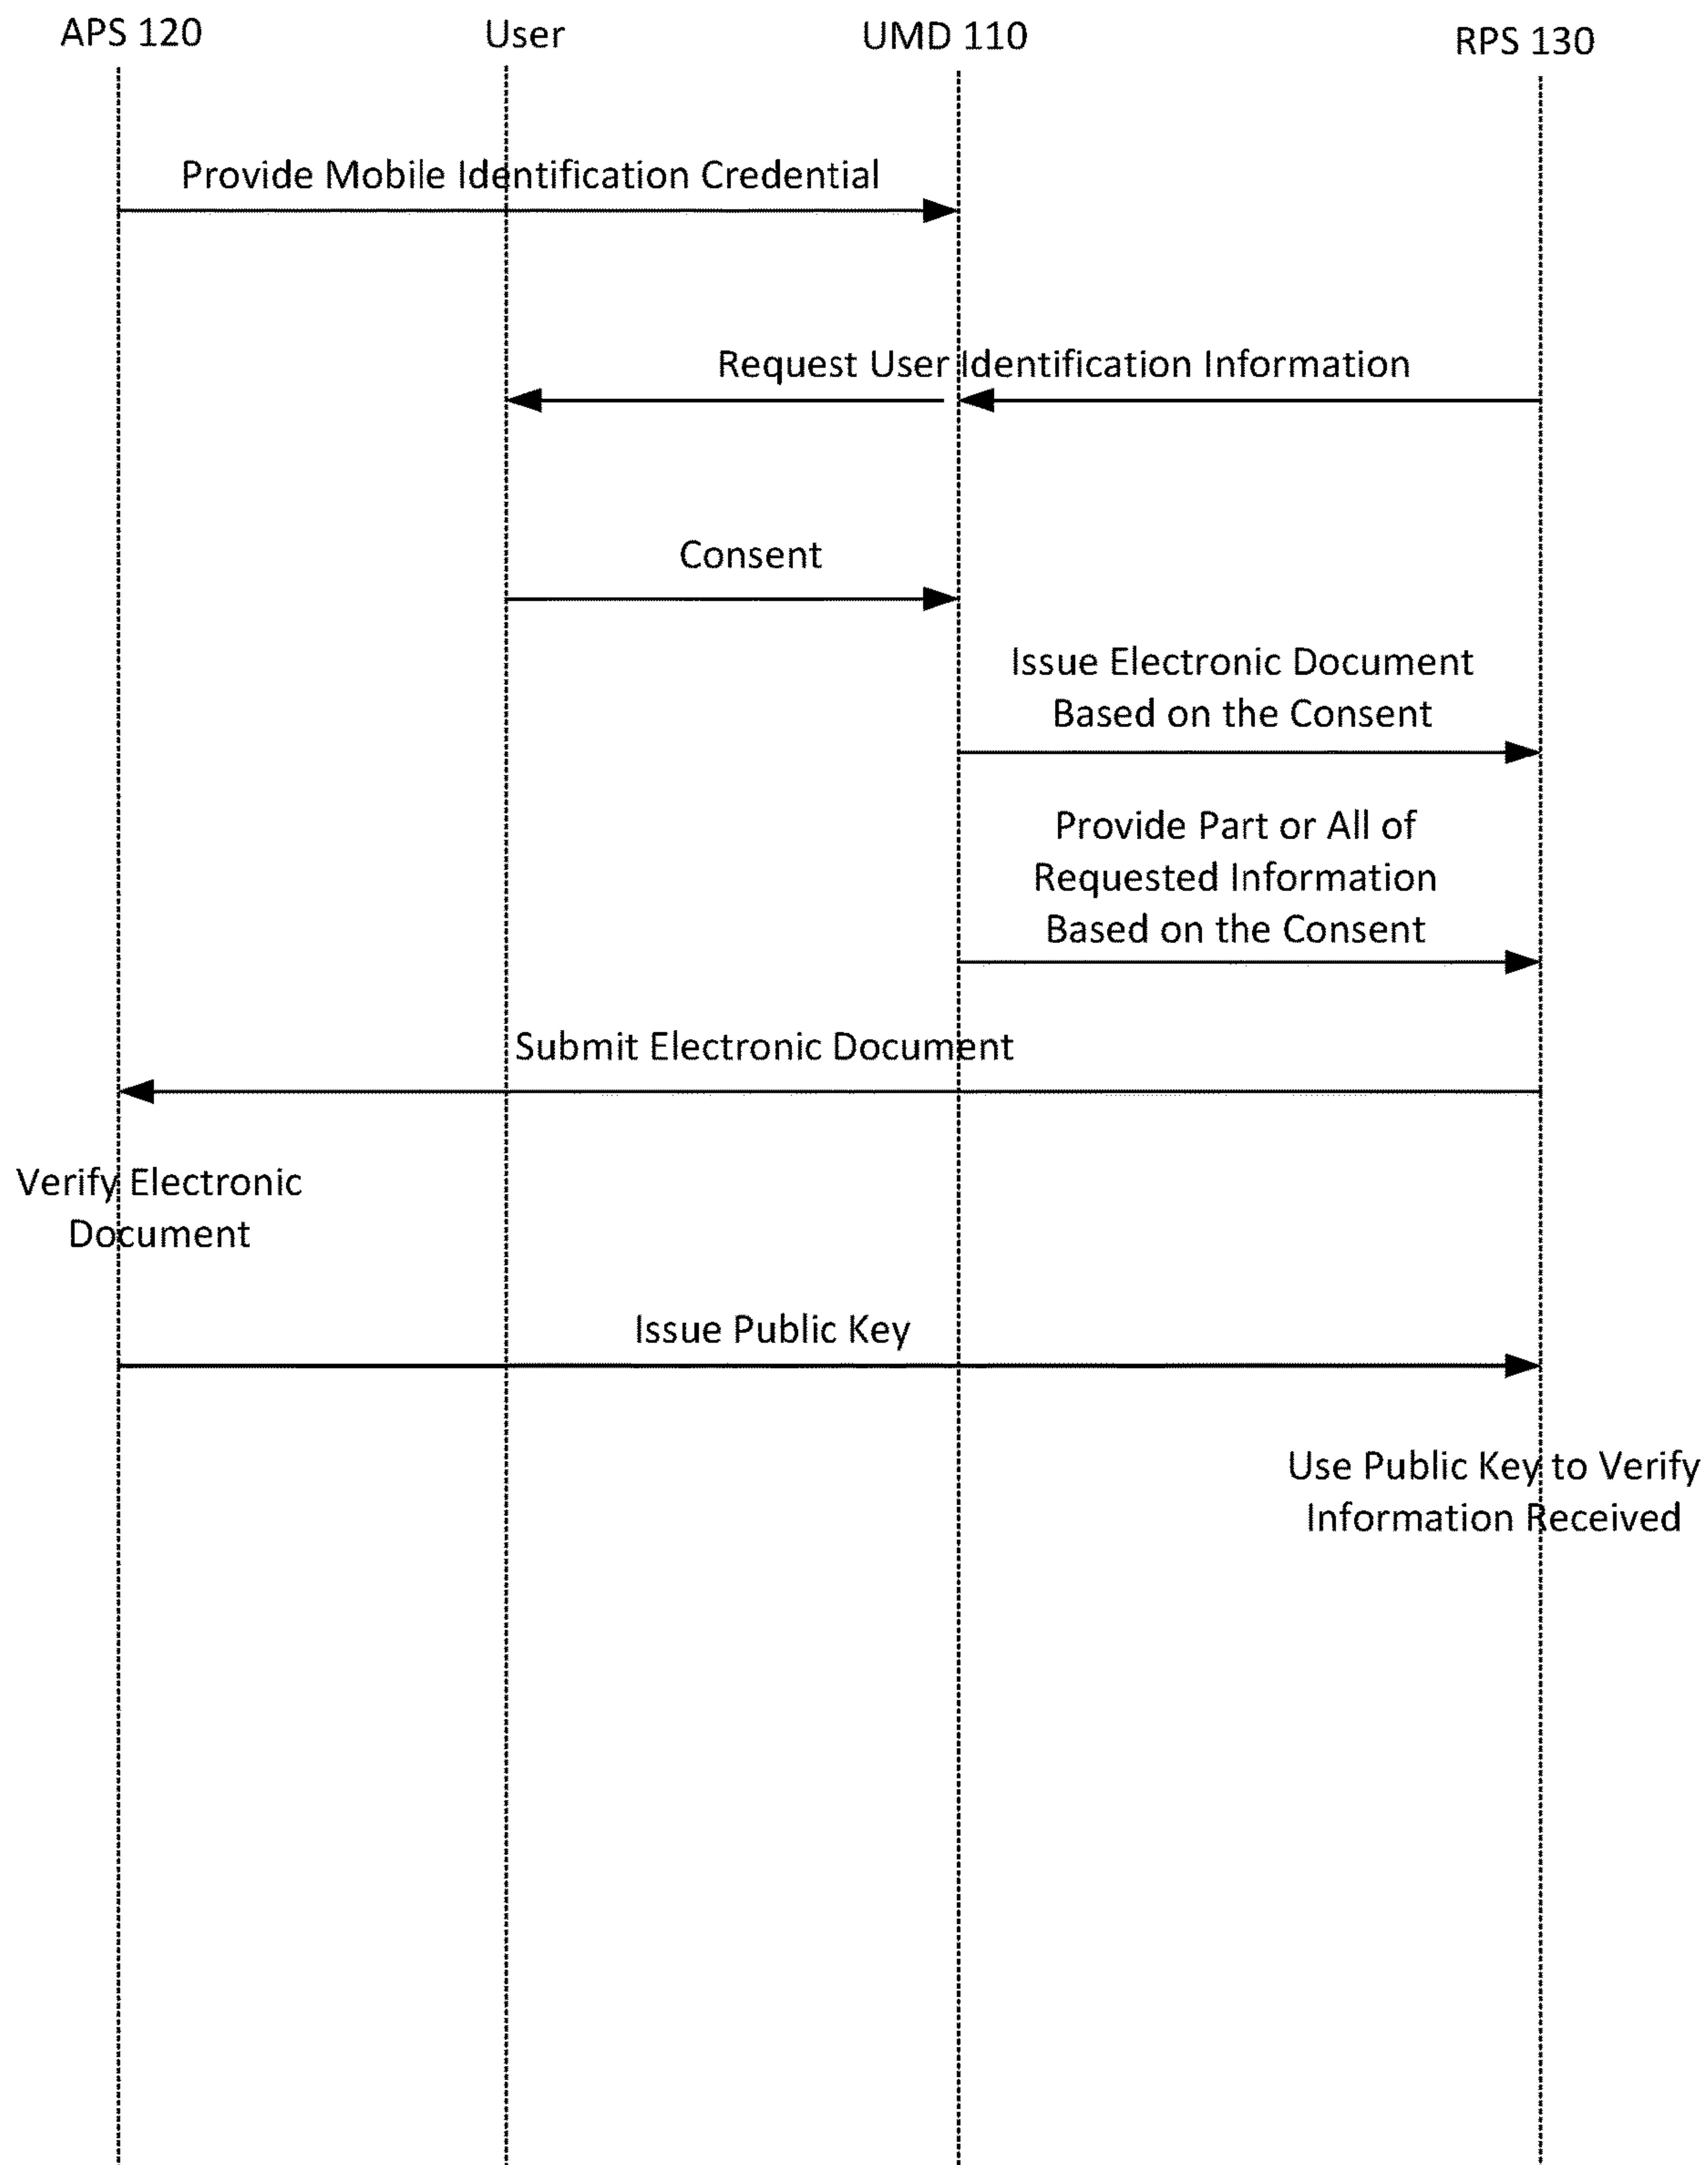 APS 120
User
UMD 110
RPS 130
Provide Mobile Identification Credential
Request User Identification Information
Consent
Issue Electronic Document
Based on the Consent
Provide Part or All of
Requested Information
Based on the Consent
Submit Electronic Document
Verify Electronic
Document
Issue Public Key
Use Public Key to Verify
Information Received